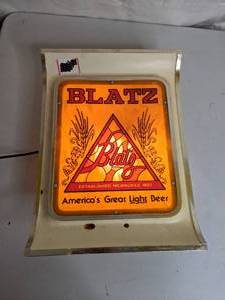 BLATZ
Blatz
ESTABLISHED MILWAUKEE 1851
America's Great Light Beer